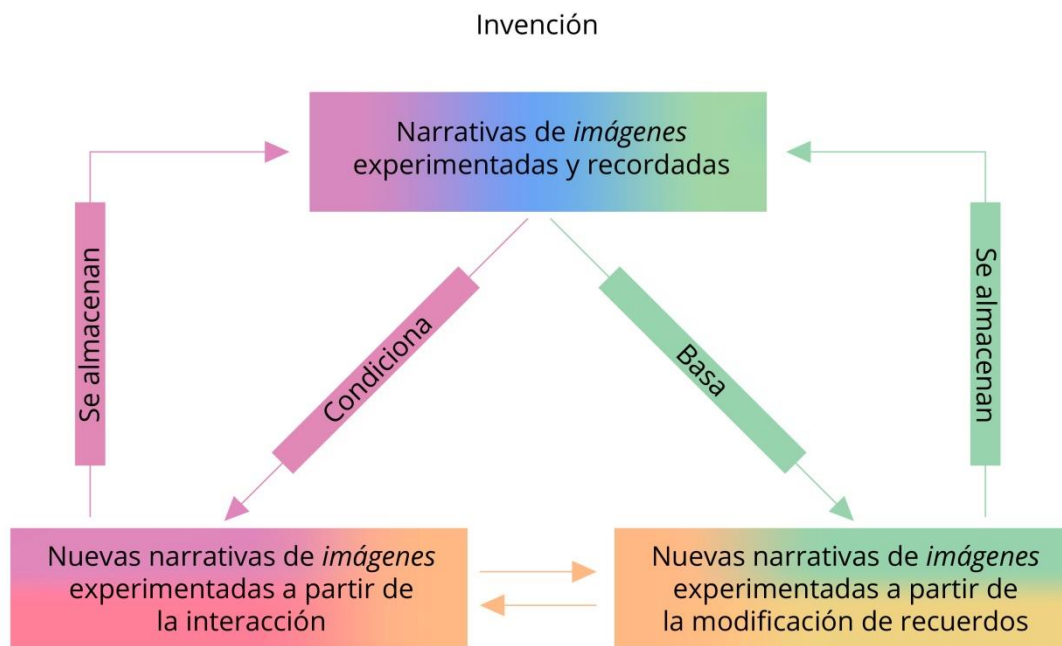 Invención
Narrativas de imágenes
experimentadas y recordadas
Se almacenan
Condiciona
Basa
Se almacenan
Nuevas narrativas de imágenes
experimentadas a partir de
la interacción
Nuevas narrativas de imágenes
experimentadas a partir de
la modificación de recuerdos